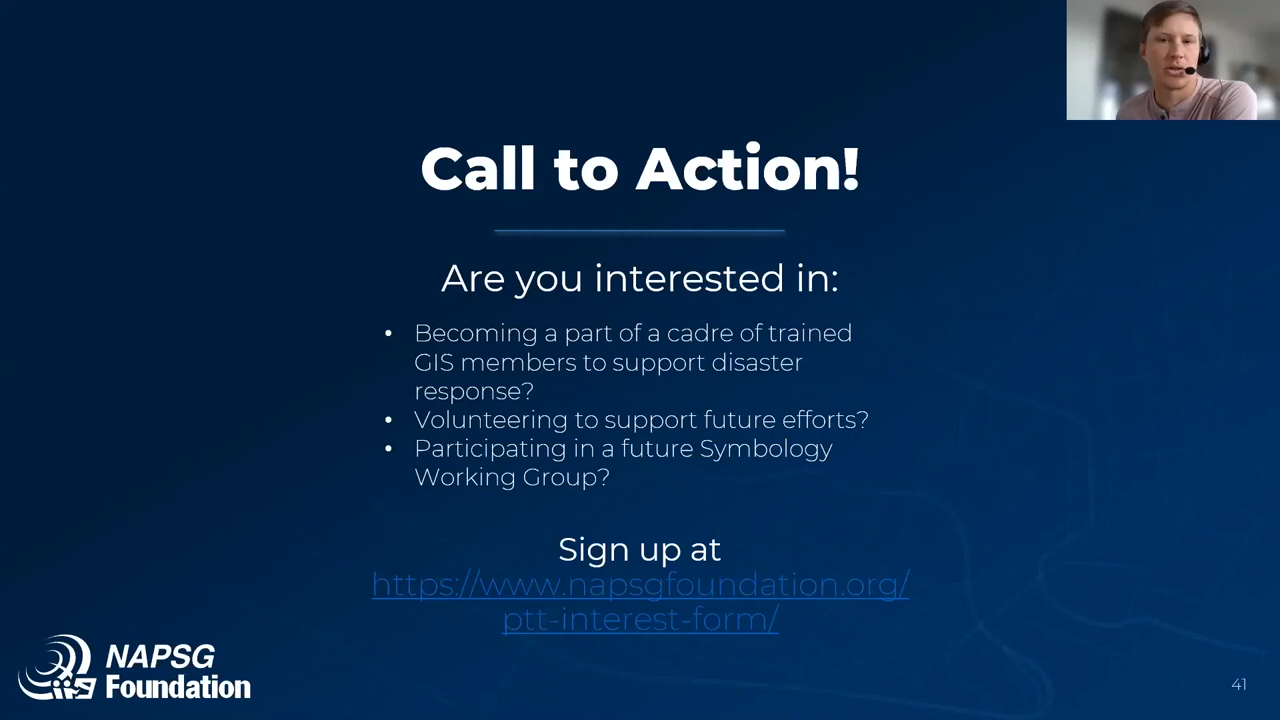 Call to Action!
Are you interested in:
• Becoming a part of a cadre of trained
GIS members to support disaster
response?
• Volunteering to support future efforts?
• Participating in a future Symbology
Working Group?
Sign up at
https://www.napsgfoundation.org/
ptt-interest-form/
NAPSG
Foundation
41